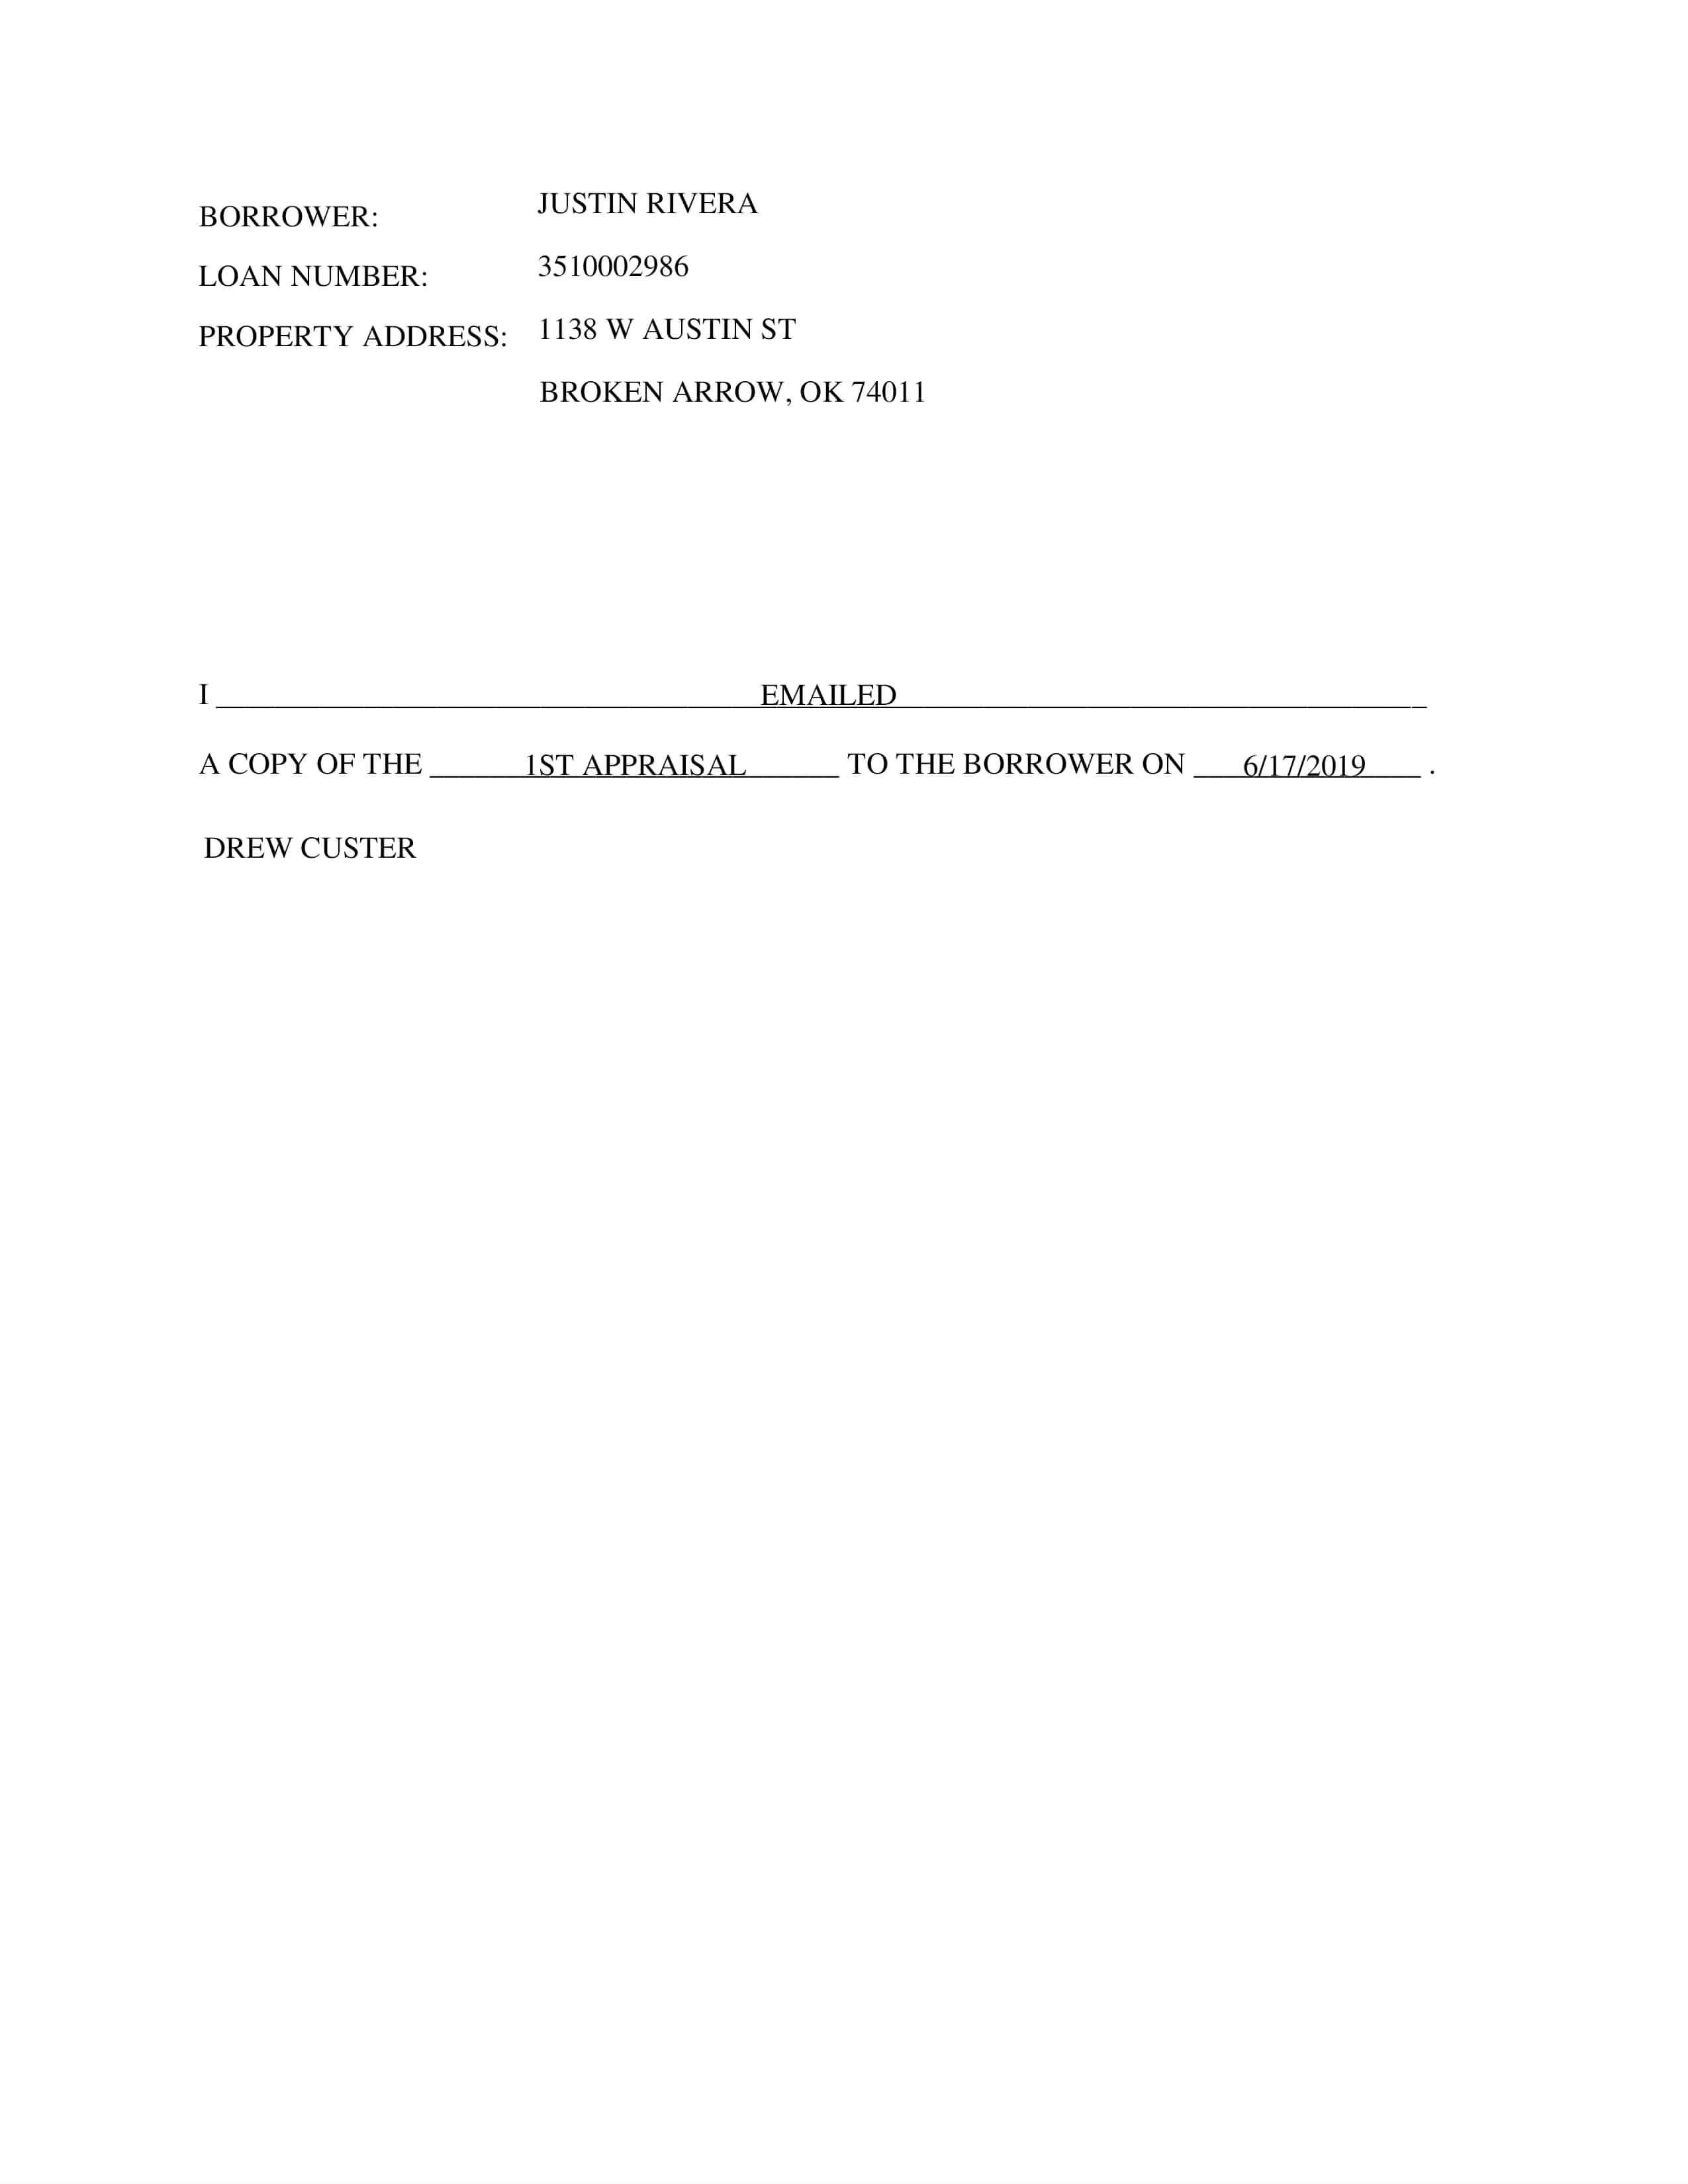 BORROWER: JUSTIN RIVERA
LOAN NUMBER: 3510002986
PROPERTY ADDRESS: 1138 W AUSTIN ST
BROKEN ARROW, OK 74011
I EMAILED
A COPY OF THE 1ST APPRAISAL TO THE BORROWER ON 6/17/2019 .
DREW CUSTER